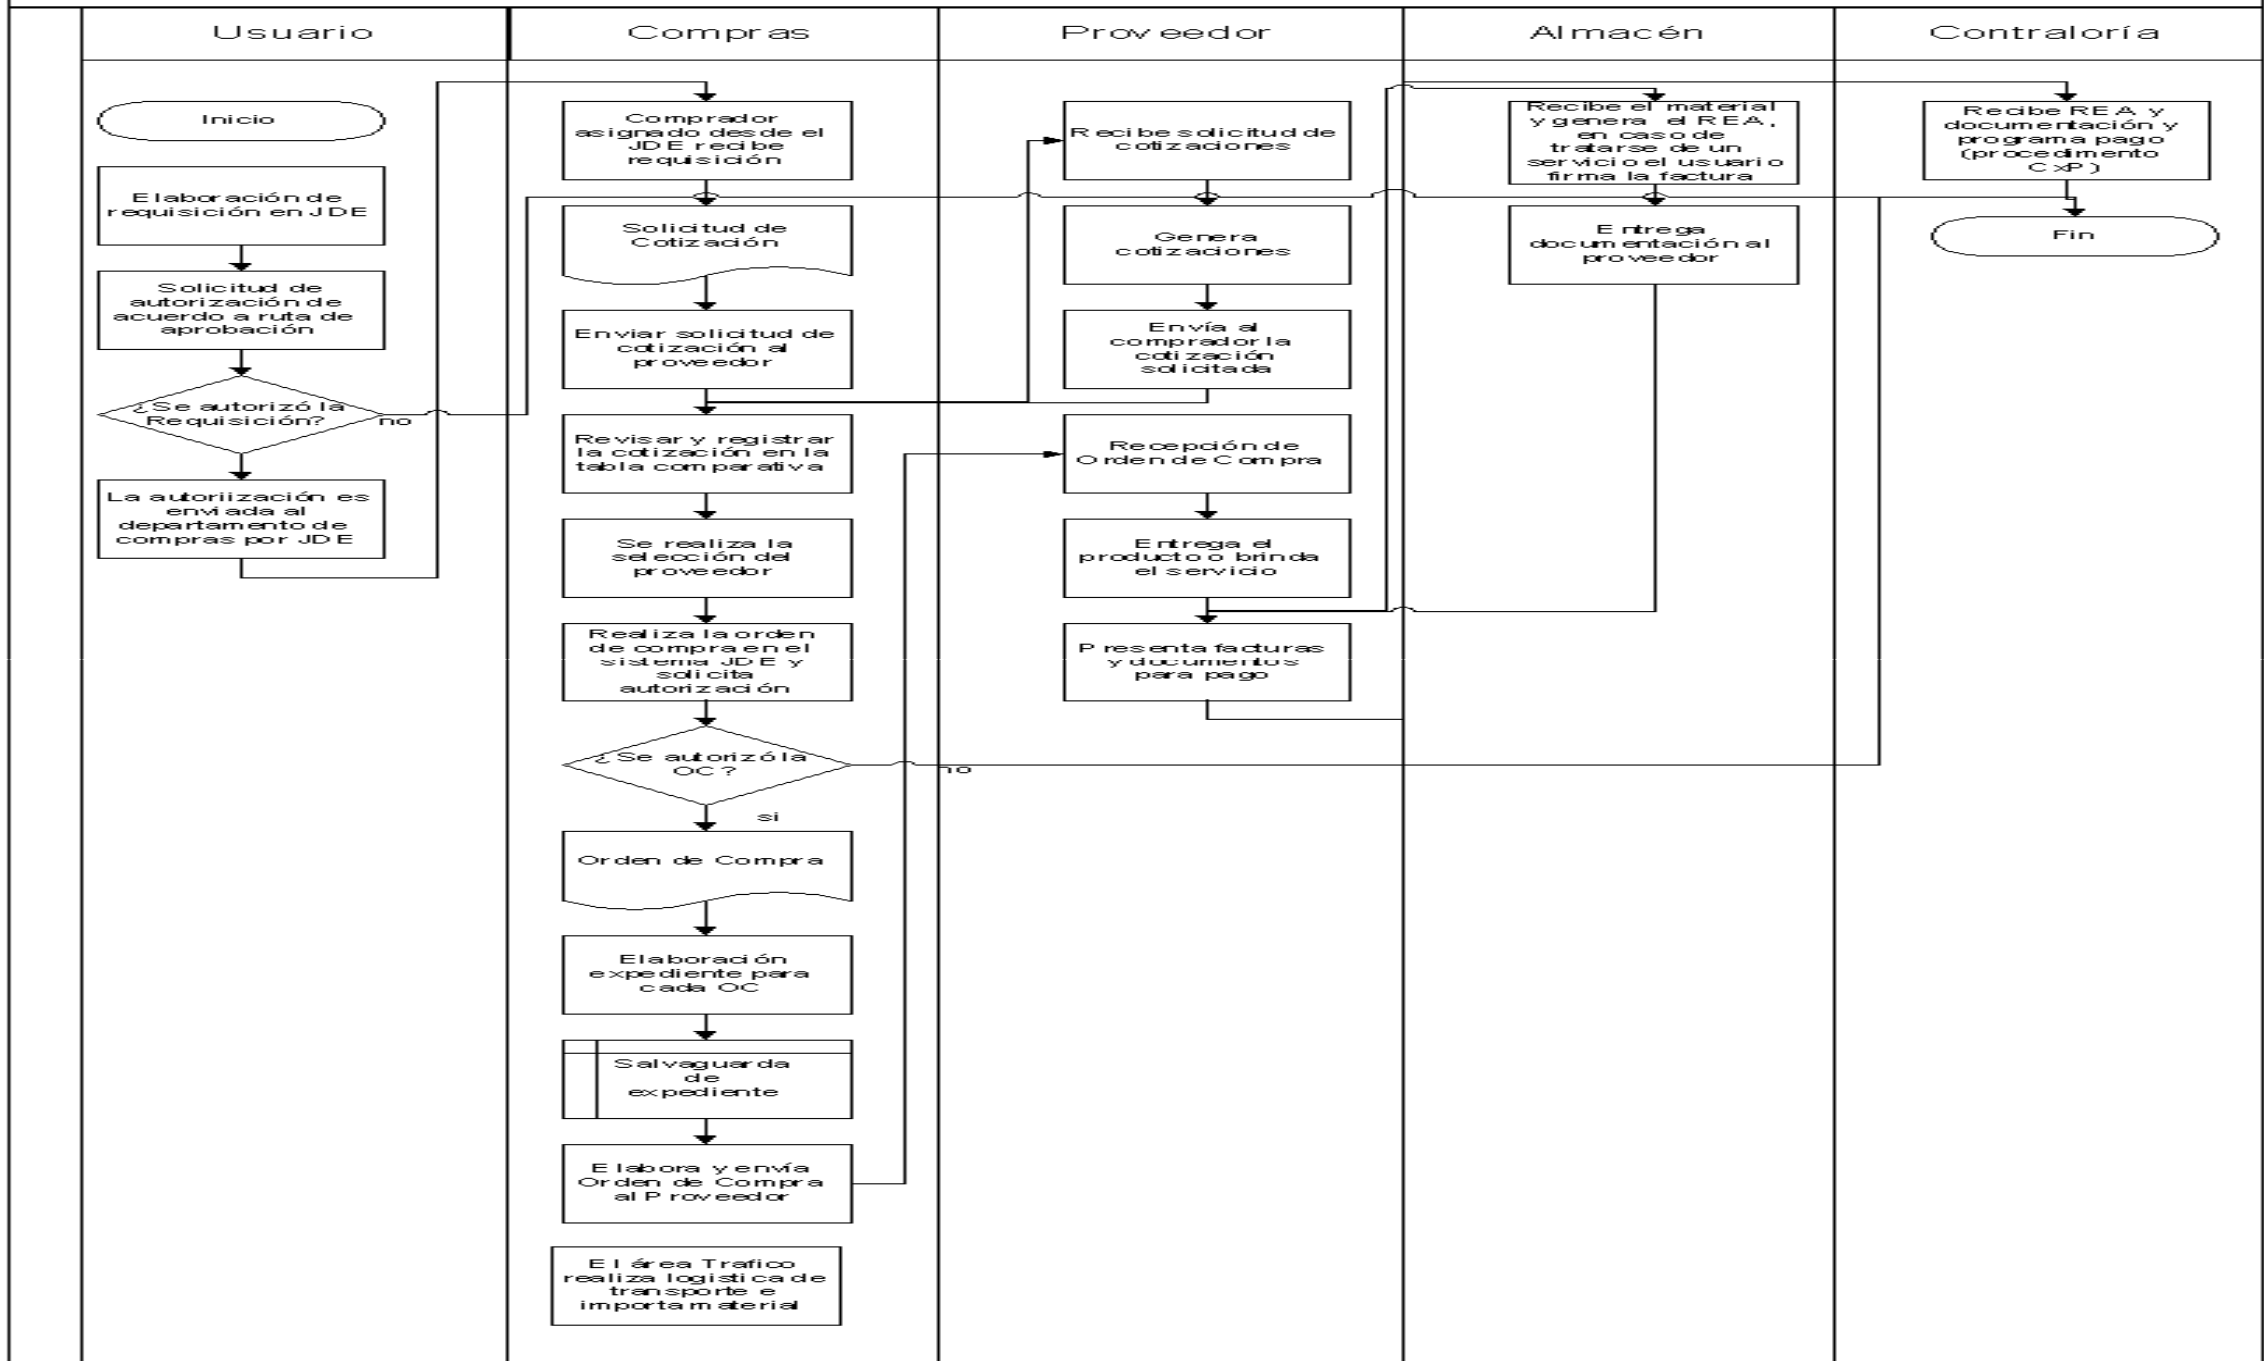 Usuario
Compras
Proveedor
Almacén
Contraloría
Inicio
Elaboración de
requisición en JDE
Solicitud de
autorización de
acuerdo a ruta de
aprobación
¿Se autorizó la
Requisición?
no
La autoriización es
enviada al
departamento de
compras por JDE
Comprador
asignado desde el
JDE recibe
requisición
Solicitud de
Cotización
Enviar solicitud de
cotización al
proveedor
Revisar y registrar
la cotización en la
tabla comparativa
Se realiza la
selección del
proveedor
Realiza la orden
de compra en el
sistema JDE y
solicita
autorización
¿Se autorizó la
OC?
no
si
Orden de Compra
Elaboración
expediente para
cada OC
Salvaguarda
de
expediente
Elabora y envía
Orden de Compra
al Proveedor
El área Trafico
realiza logistica de
transporte e
importa material
Recibe solicitud de
cotizaciones
Genera
cotizaciones
Envía al
comprador la
cotización
solicitada
Recepción de
Orden de Compra
Entrega el
producto o brinda
el servicio
Presenta facturas
y documentos
para pago
Recibe el material
y genera el REA,
en caso de
tratarse de un
servicio el usuario
firma la factura
Entrega
documentación al
proveedor
Recibe REA y
documentación y
programa pago
(procedimento
CxP)
Fin